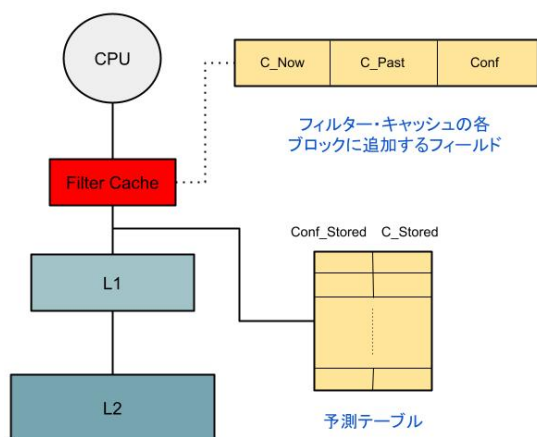 CPU
C_Now
C_Past
Conf
フィルター・キャッシュの各
ブロックに追加するフィールド
Filter Cache
Conf_Stored
C_Stored
L1
L2
予測テーブル